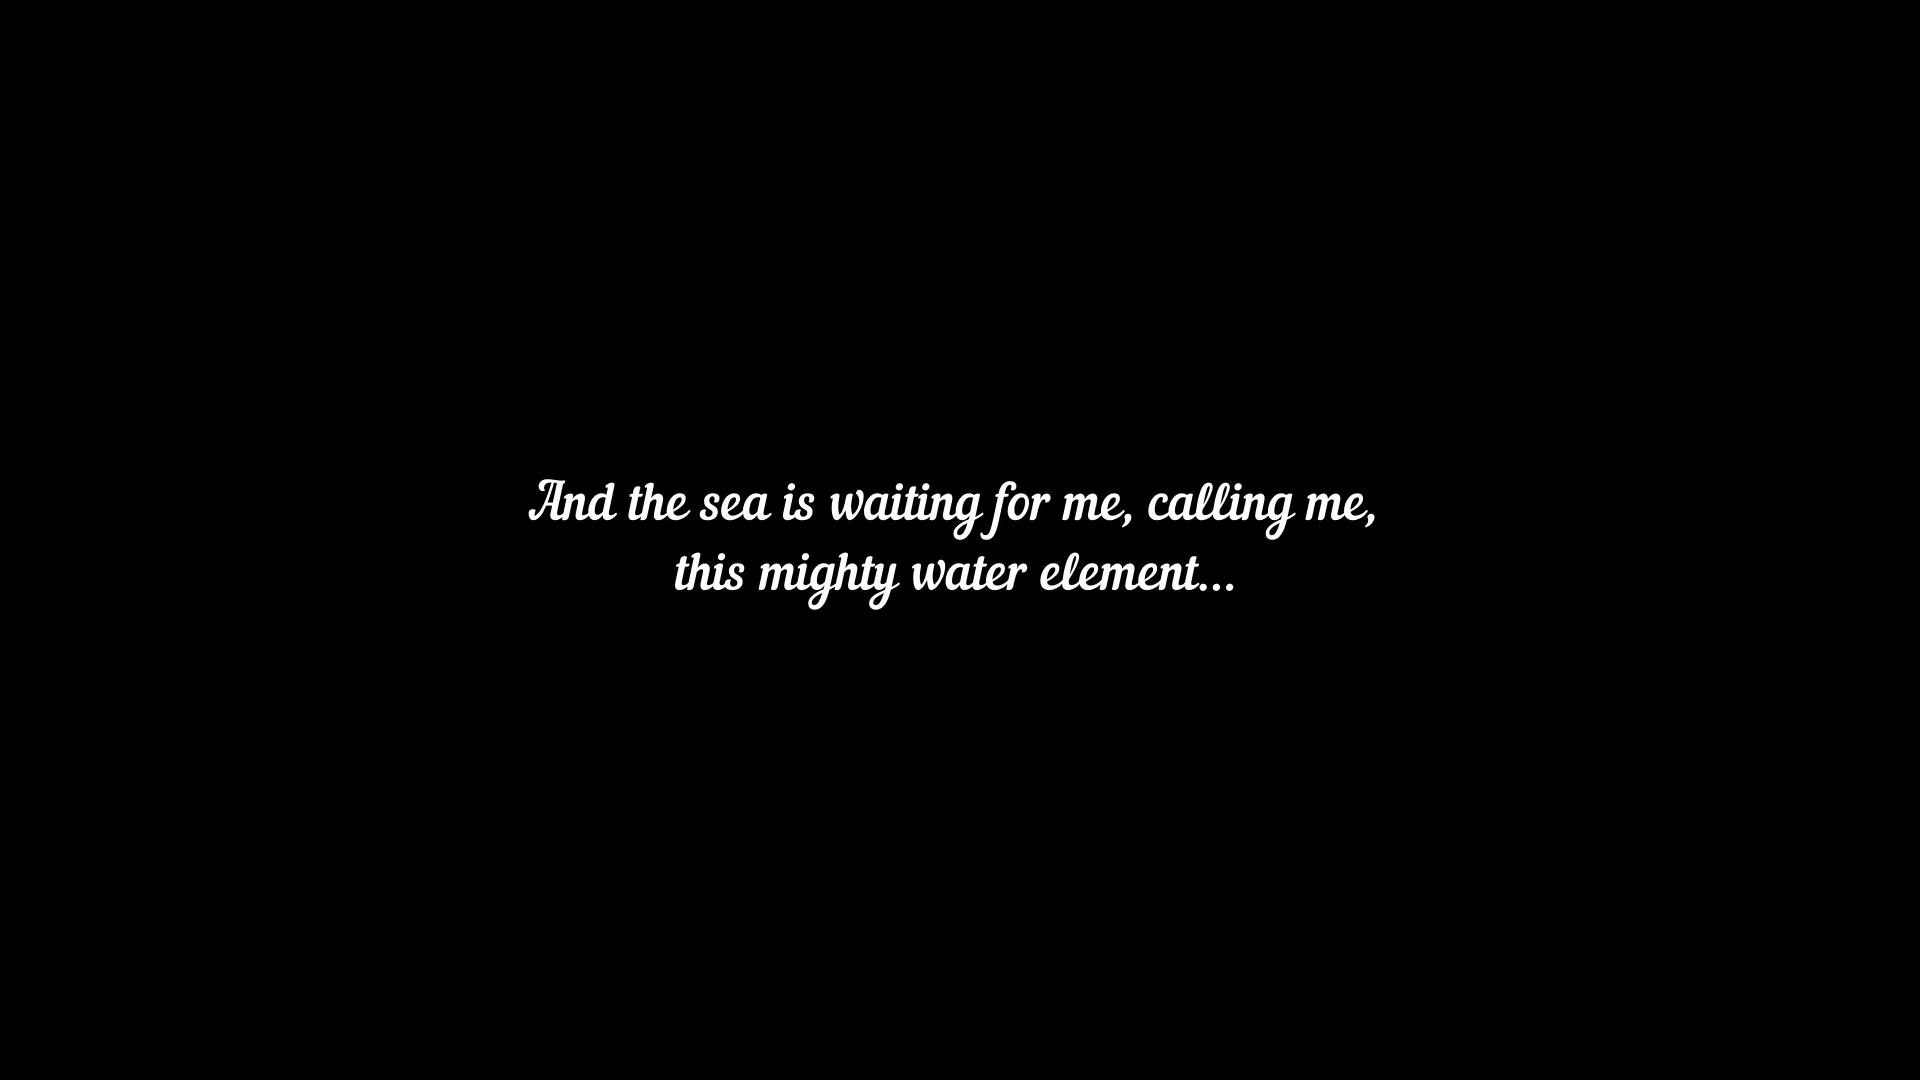 And the sea is waiting for me, calling me,
this mighty water element...